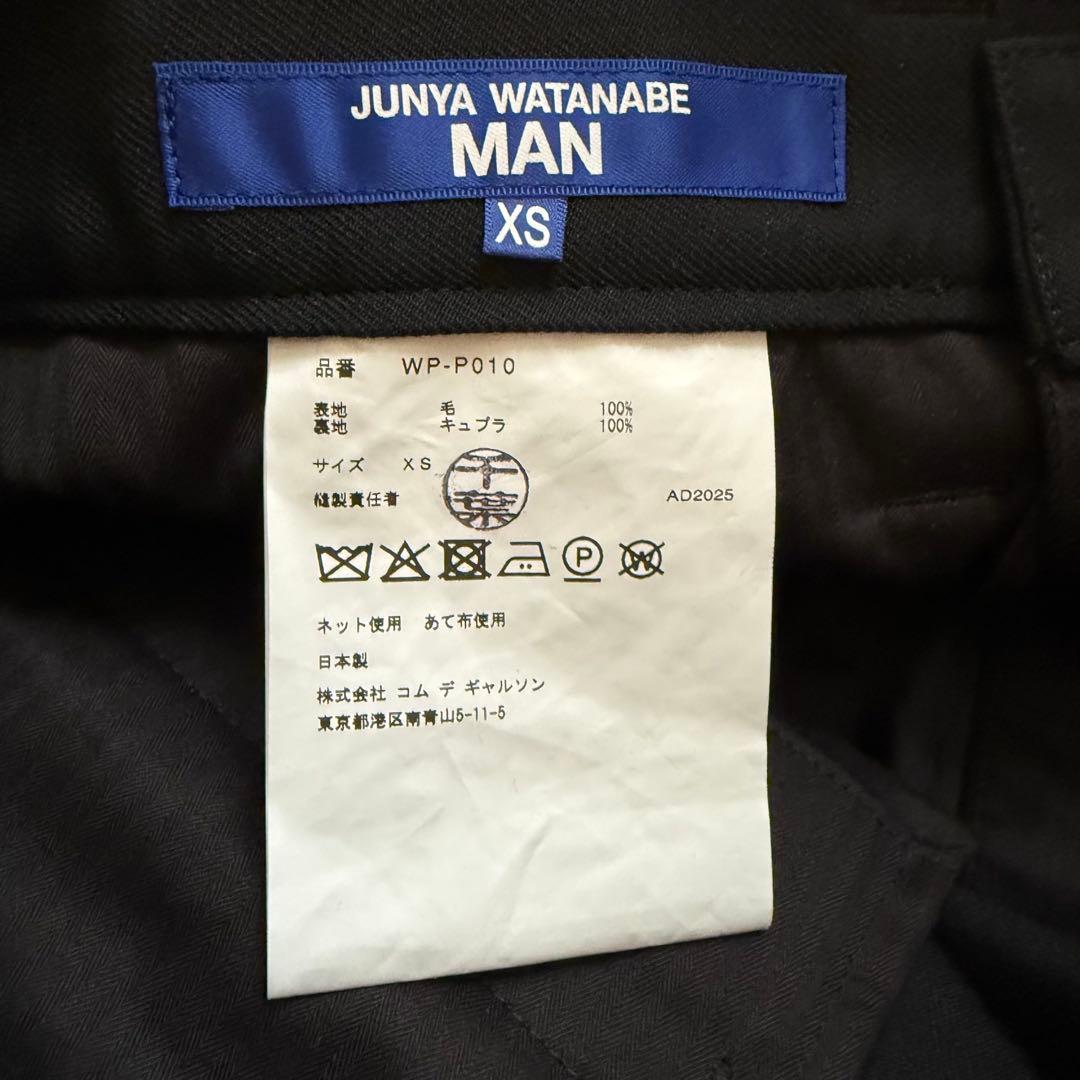 JUNYA WATANABE
MAN
XS
品番 WP-P010
表地 毛 100%
裏地 キュプラ 100%
サイズ XS
千葉
縫製責任者 AD2025
P W
ネット使用 あて布使用
日本製
株式会社 コム デ ギャルソン
東京都港区南青山5-11-5